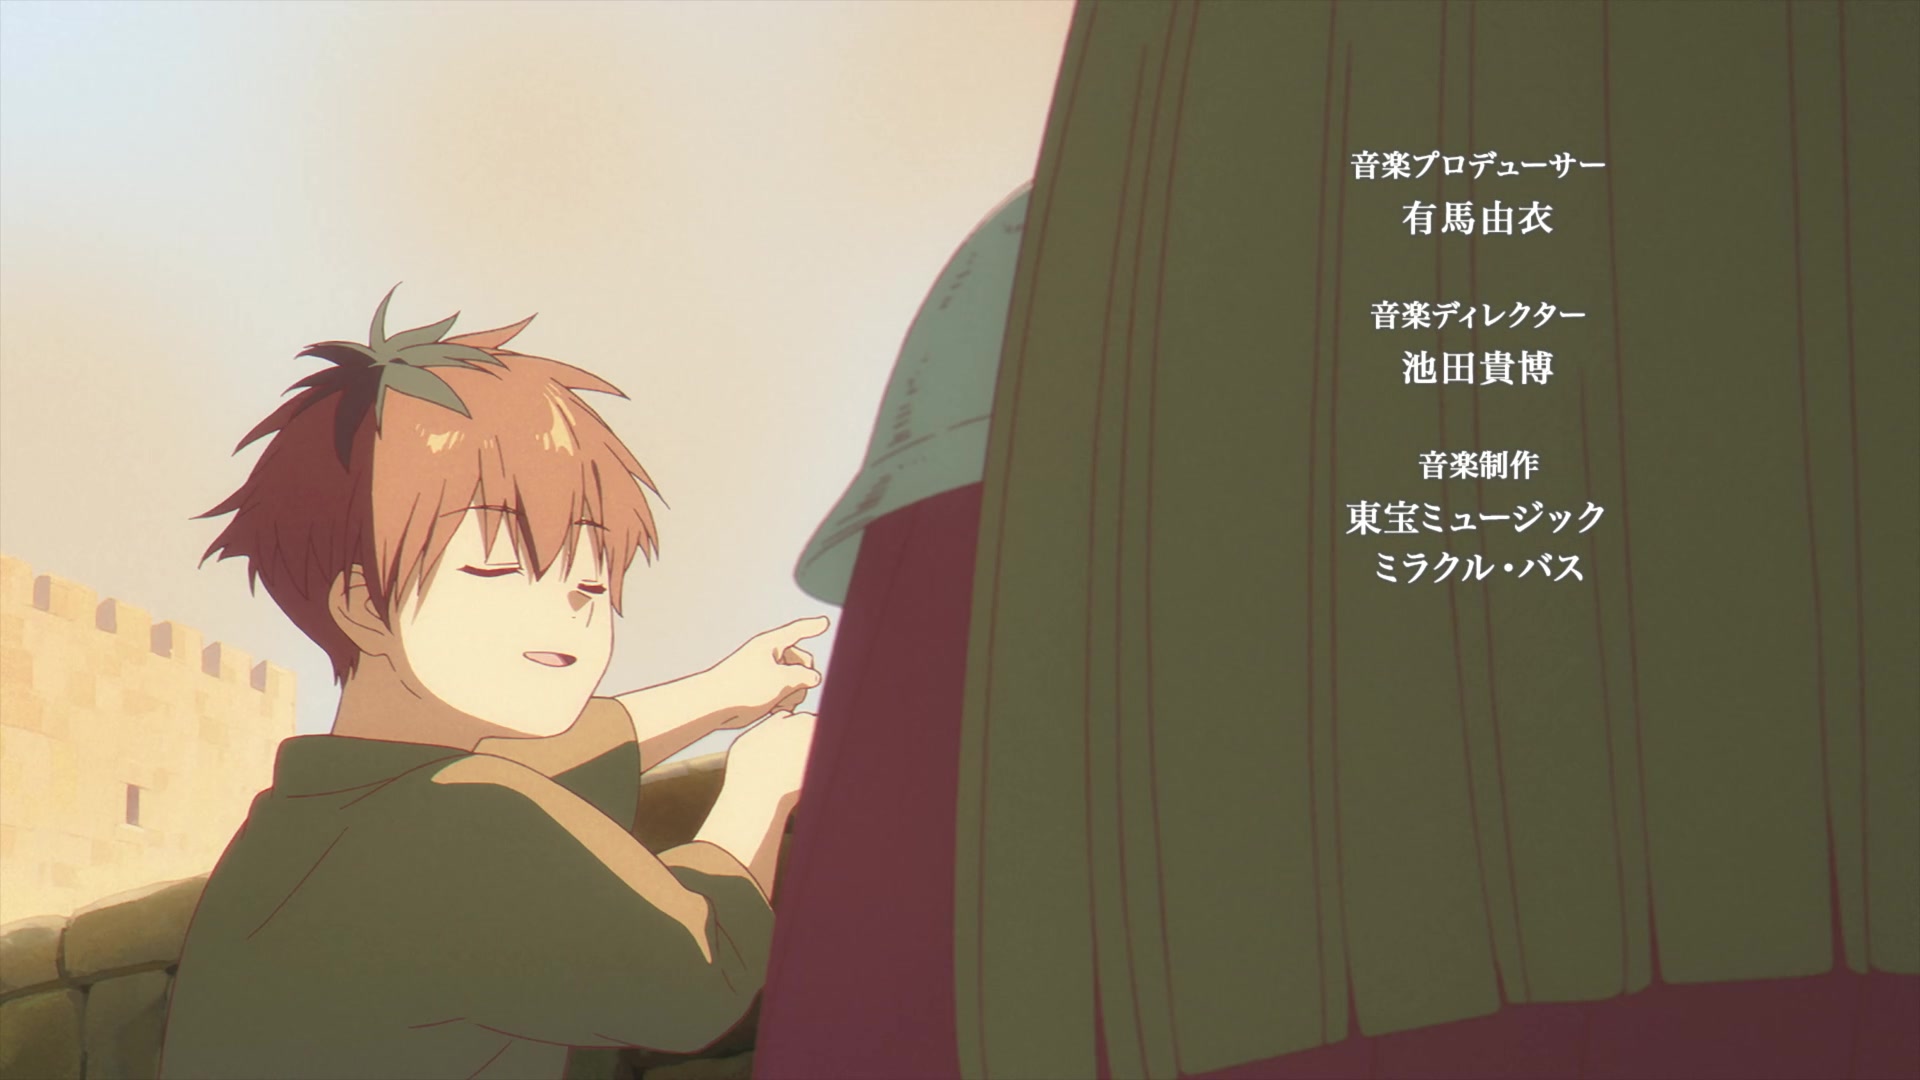 音楽プロデューサー
有馬由衣
音楽ディレクター
池田貴博
音楽制作
東宝ミュージック
ミラクル・バス